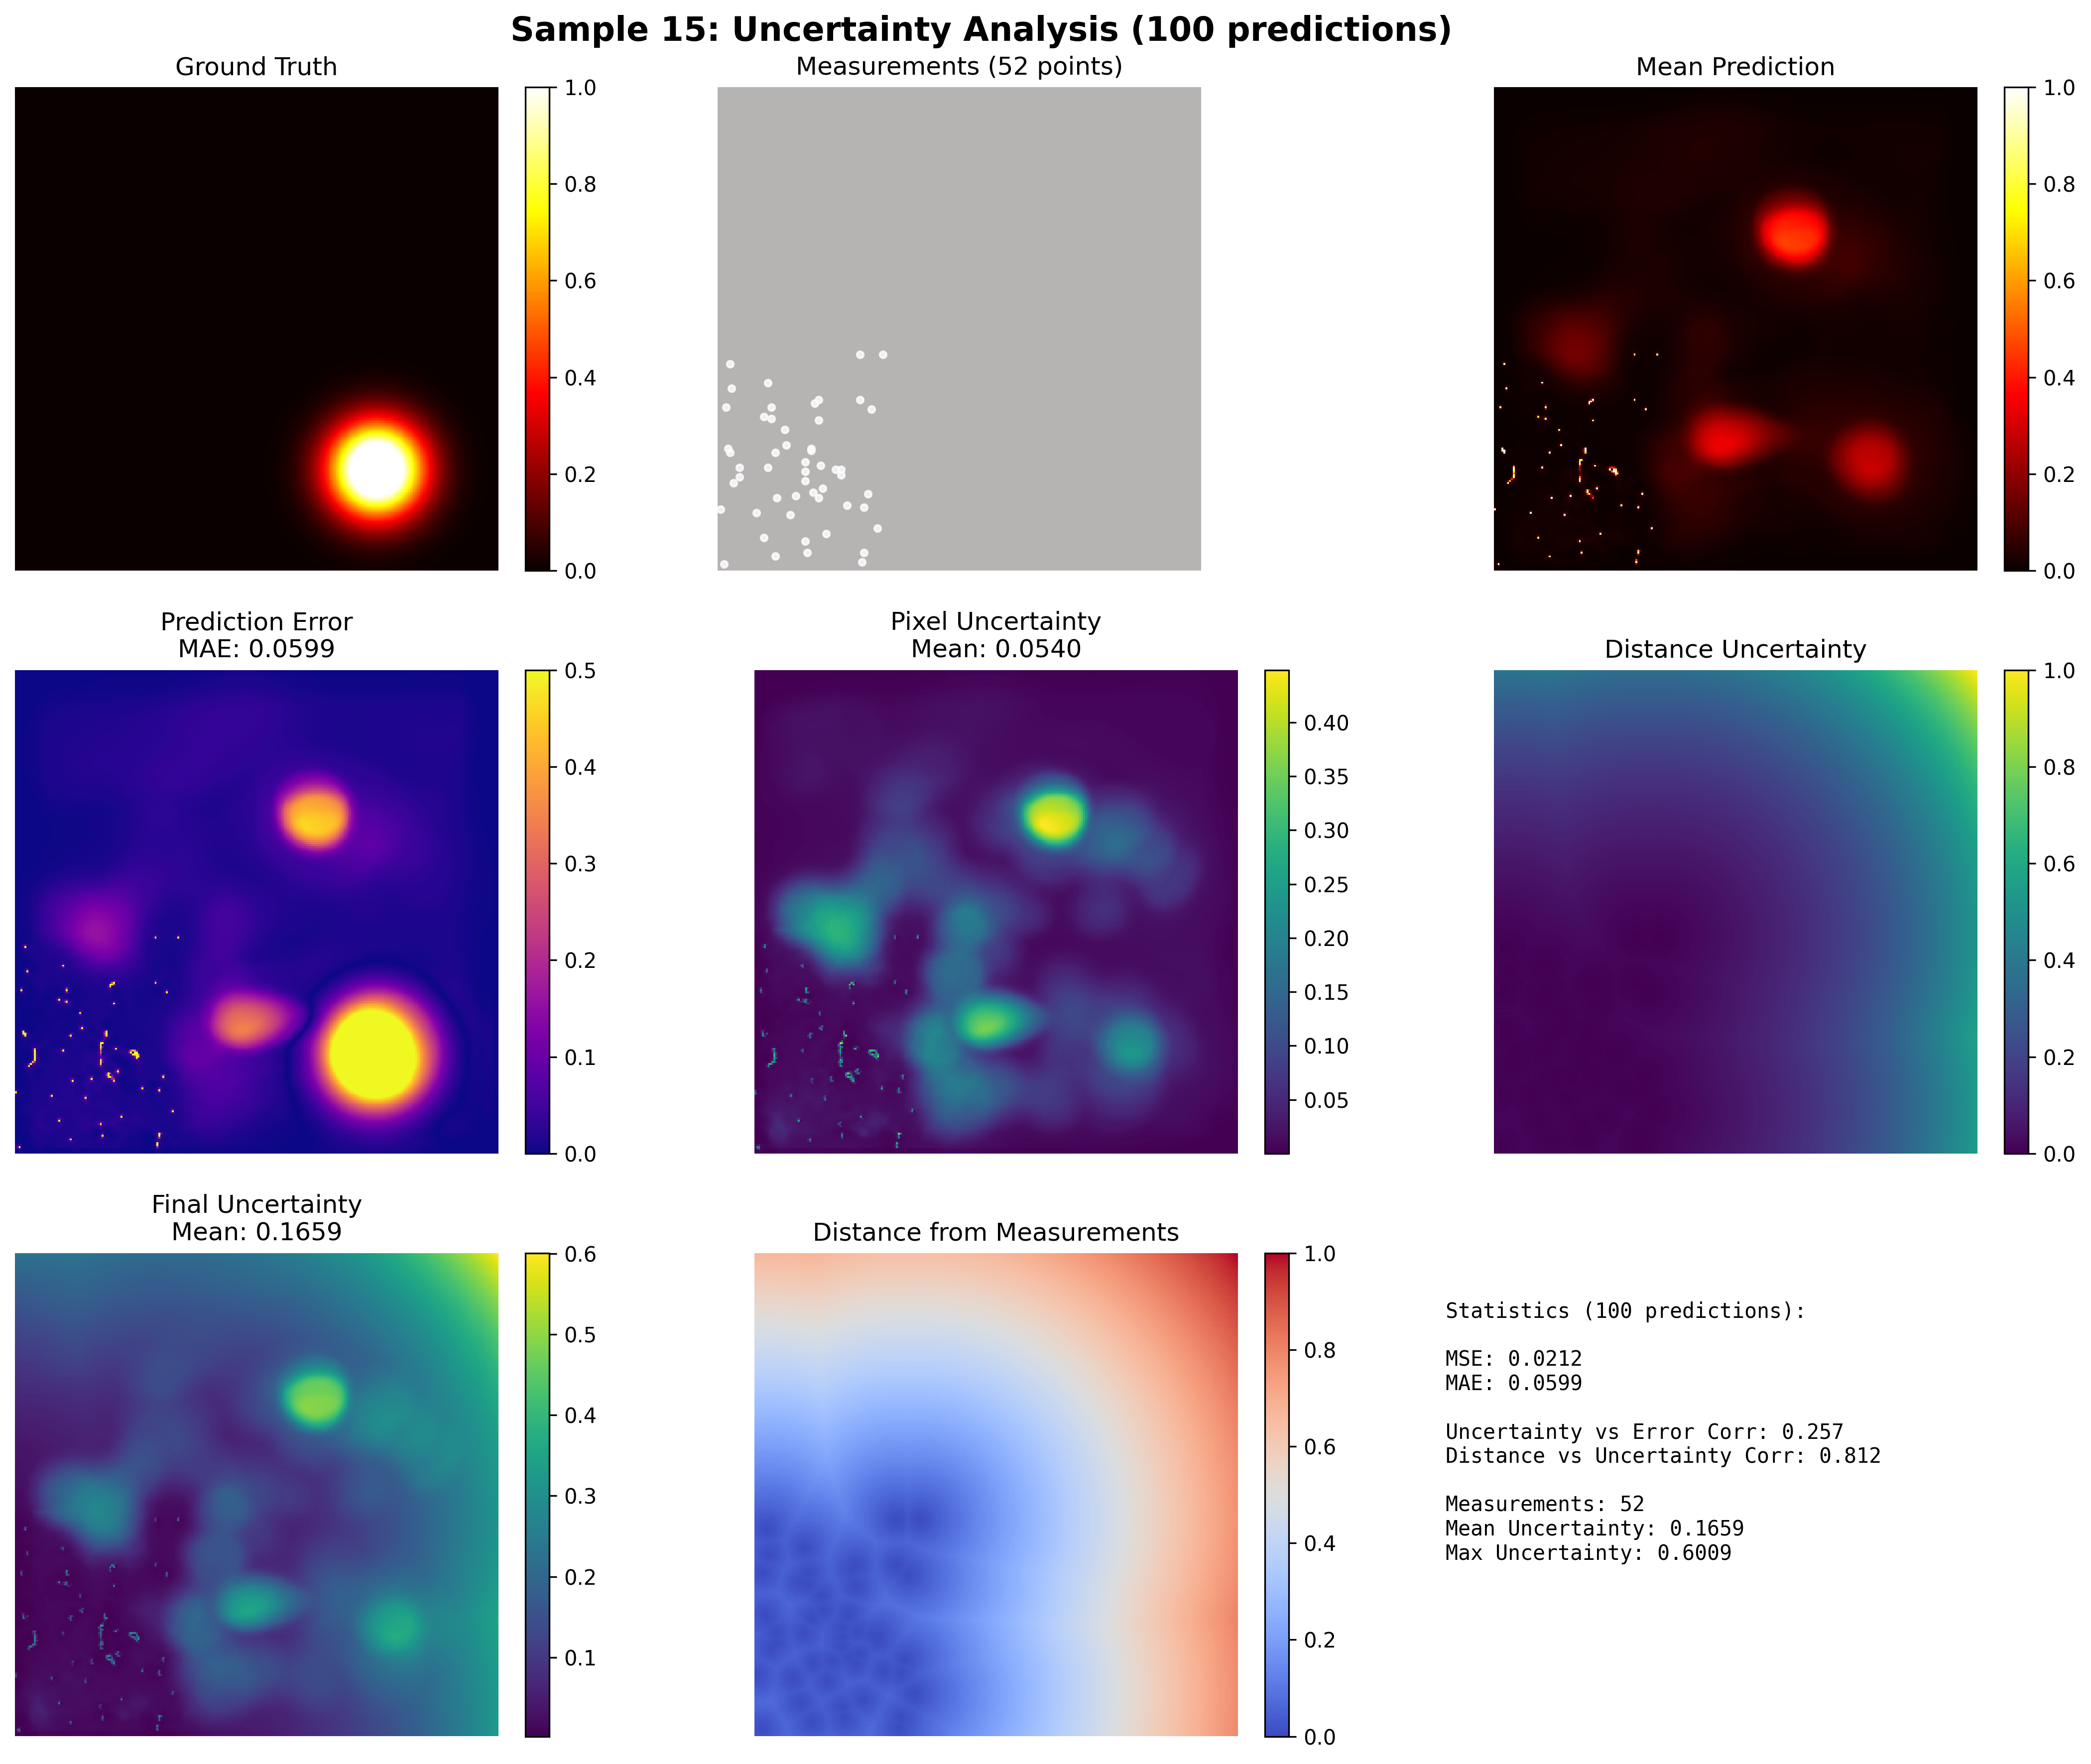 Sample 15: Uncertainty Analysis (100 predictions)
Ground Truth
1.0
0.8
0.6
0.4
0.2
0.0
Measurements (52 points)
Mean Prediction
1.0
0.8
0.6
0.4
0.2
0.0
Prediction Error
MAE: 0.0599
0.5
0.4
0.3
0.2
0.1
0.0
Pixel Uncertainty
Mean: 0.0540
0.40
0.35
0.30
0.25
0.20
0.15
0.10
0.05
Distance Uncertainty
1.0
0.8
0.6
0.4
0.2
0.0
Final Uncertainty
Mean: 0.1659
0.6
0.5
0.4
0.3
0.2
0.1
Distance from Measurements
1.0
0.8
0.6
0.4
0.2
0.0
Statistics (100 predictions):
MSE: 0.0212
MAE: 0.0599
Uncertainty vs Error Corr: 0.257
Distance vs Uncertainty Corr: 0.812
Measurements: 52
Mean Uncertainty: 0.1659
Max Uncertainty: 0.6009